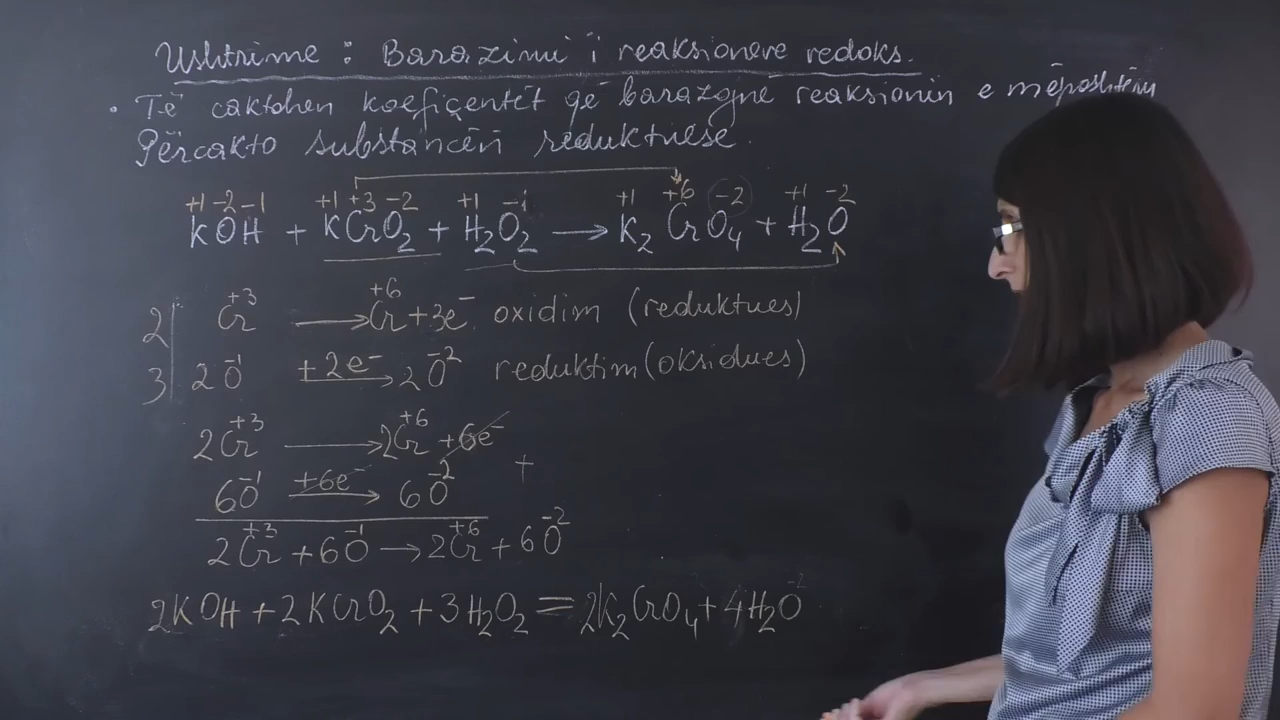 Ushtrime : Barazimi i reaksioneve redoks.
• Të caktohen koefiçentët që barazojnë reaksionin e mëposhtëm
Përcakto substancën reduktuese.
+1 -2 -1 +1 +3 -2 +1 -1 +1 +6 -2 +1 -2
KOH + KCrO₂ + H₂O₂ → K₂CrO₄ + H₂O
2| Cr⁺³ → Cr⁺⁶ + 3e⁻ oxidim (reduktues)
3| 2O⁻¹ +2e⁻→ 2O⁻² reduktim (oksidues)
2Cr⁺³ → 2Cr⁺⁶ + 6e⁻
6O⁻¹ +6e⁻→ 6O⁻² +
2Cr⁺³ + 6O⁻¹ → 2Cr⁺⁶ + 6O⁻²
2KOH + 2KCrO₂ + 3H₂O₂ = 2K₂CrO₄ + 4H₂O⁻²